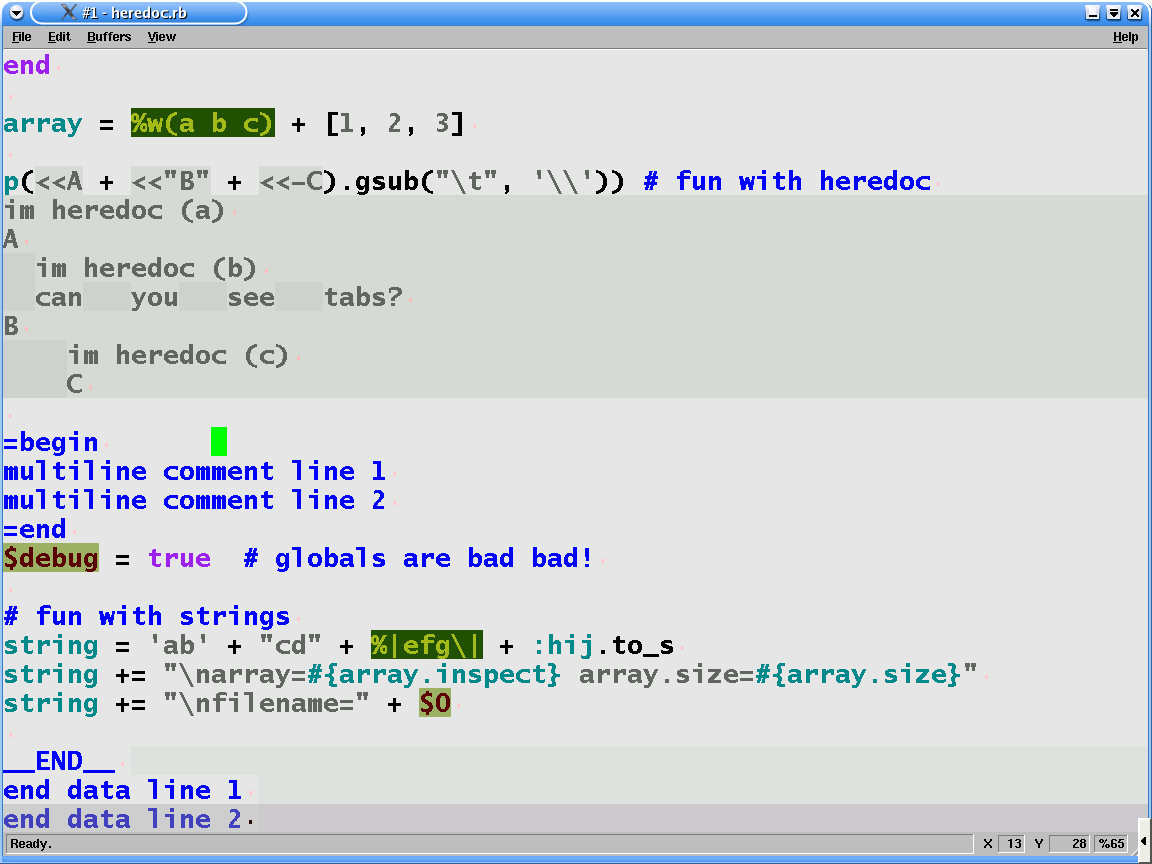 #1 - heredoc.rb
File Edit Buffers View Help
end
array = %w(a b c) + [1, 2, 3]
p(<<A + <<"B" + <<-C).gsub("\t", '\\')) # fun with heredoc
im heredoc (a)
A
  im heredoc (b)
  can   you   see   tabs?
B
    im heredoc (c)
    C
=begin
multiline comment line 1
multiline comment line 2
=end
$debug = true  # globals are bad bad!
# fun with strings
string = 'ab' + "cd" + %|efg\| + :hij.to_s
string += "\narray=#{array.inspect} array.size=#{array.size}"
string += "\nfilename=" + $0
__END__
end data line 1
end data line 2
Ready. X 13 Y 28 %65